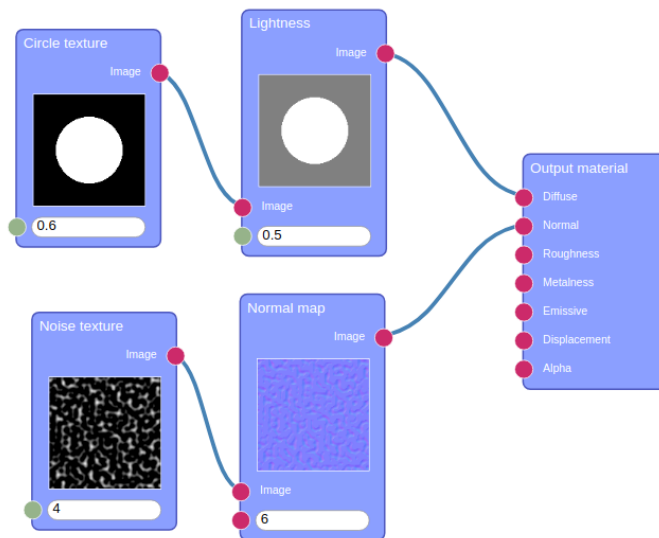 Circle texture
Image
0.6
Lightness
Image
Image
0.5
Noise texture
Image
4
Normal map
Image
Image
6
Output material
Diffuse
Normal
Roughness
Metalness
Emissive
Displacement
Alpha